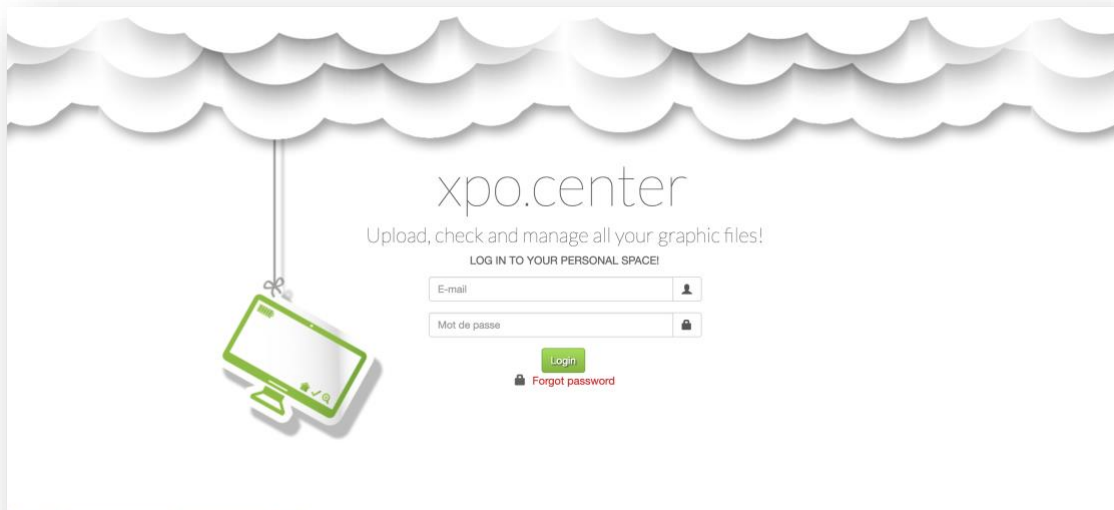 xpo.center
Upload, check and manage all your graphic files!
LOG IN TO YOUR PERSONAL SPACE!
E-mail
Mot de passe
Login
Forgot password